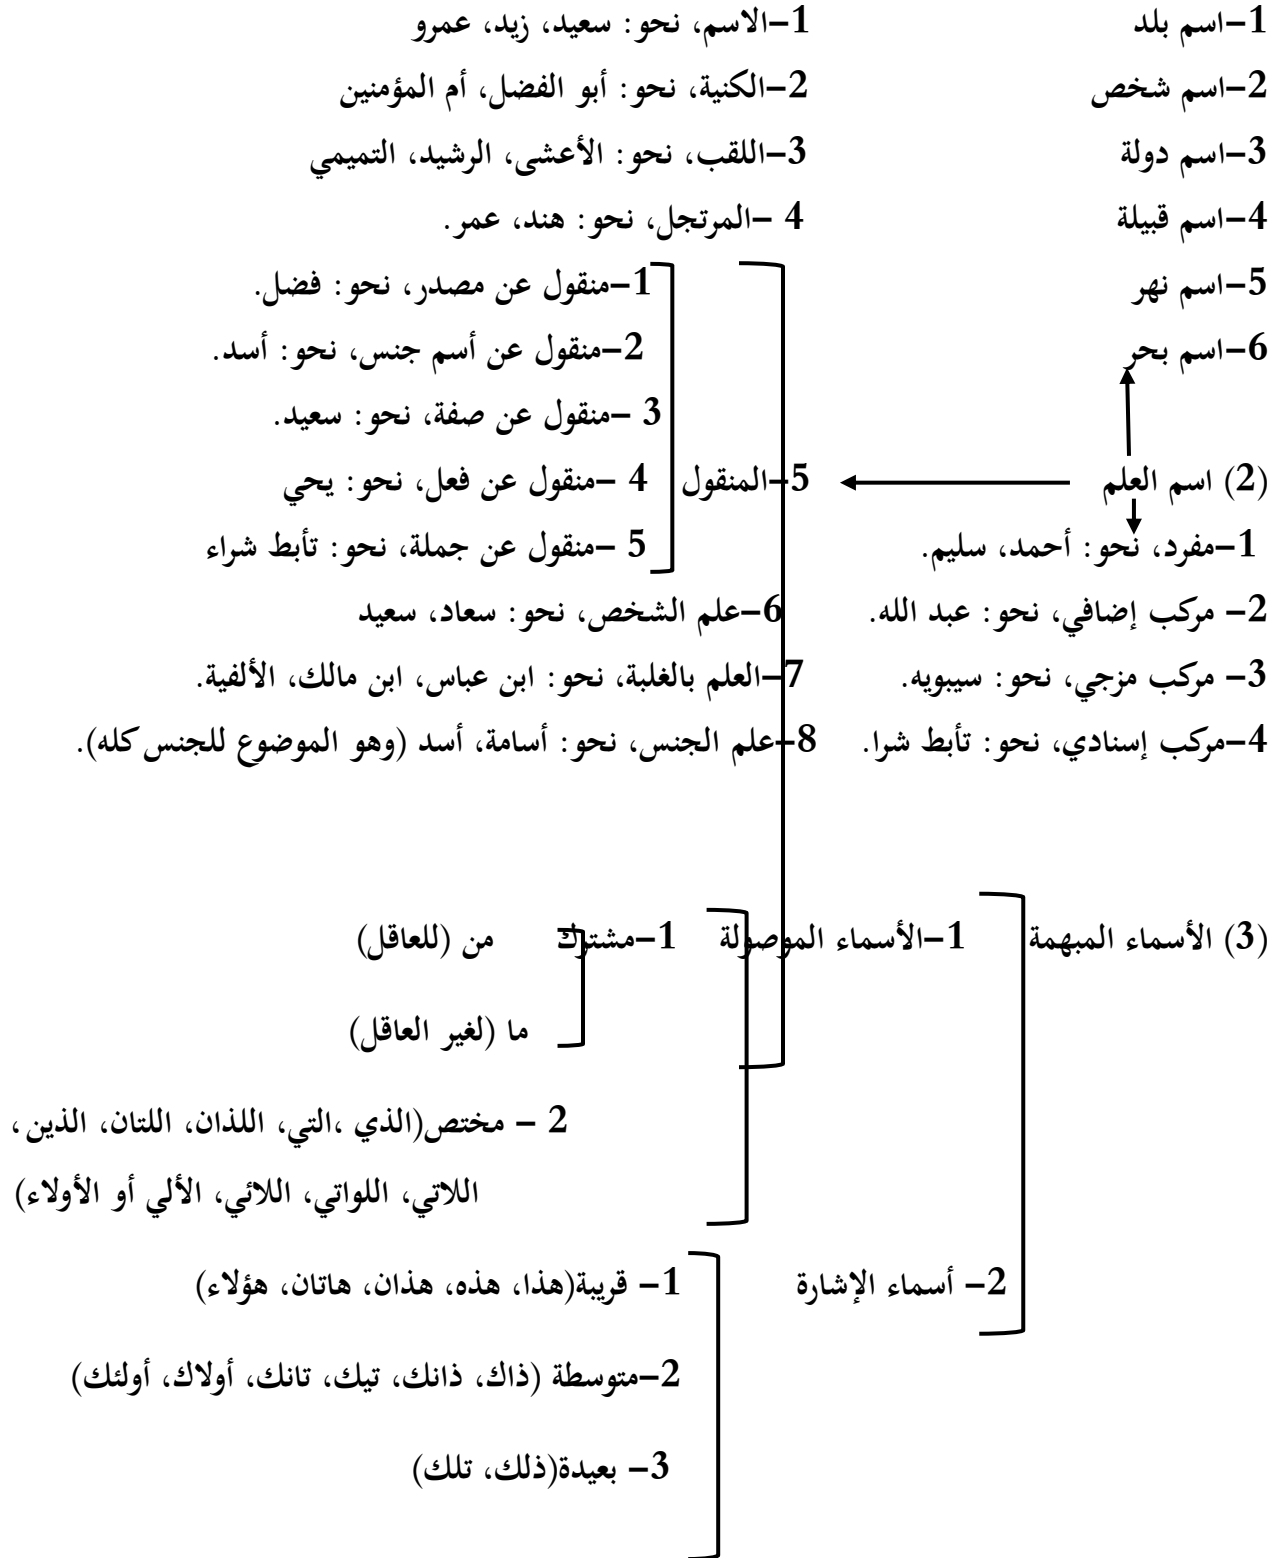 1-اسم بلد 1-الاسم، نحو: سعيد، زيد، عمرو
2-اسم شخص 2-الكنية، نحو: أبو الفضل، أم المؤمنين
3-اسم دولة 3-اللقب، نحو: الأعشى، الرشيد، التميمي
4-اسم قبيلة 4 -المرتجل، نحو: هند، عمر.
5-اسم نهر 1-منقول عن مصدر، نحو: فضل.
6-اسم بحر 2-منقول عن أسم جنس، نحو: أسد.
3 -منقول عن صفة، نحو: سعيد.
(2) اسم العلم 5-المنقول 4 -منقول عن فعل، نحو: يحي
1-مفرد، نحو: أحمد، سليم. 5 -منقول عن جملة، نحو: تأبط شراء
2- مركب إضافي، نحو: عبد الله. 6-علم الشخص، نحو: سعاد، سعيد
3- مركب مزجي، نحو: سيبويه. 7-العلم بالغلبة، نحو: ابن عباس، ابن مالك، الألفية.
4-مركب إسنادي، نحو: تأبط شرا. 8-علم الجنس، نحو: أسامة، أسد (وهو الموضوع للجنس كله).
(3) الأسماء المبهمة 1-الأسماء الموصولة 1-مشترك من (للعاقل)
ما (لغير العاقل)
2 - مختص(الذي ،التي، اللذان، اللتان، الذين،
اللاتي، اللواتي، اللائي، الألي أو الأولاء)
2- أسماء الإشارة 1- قريبة(هذا، هذه، هذان، هاتان، هؤلاء)
2-متوسطة (ذاك، ذانك، تيك، تانك، أولاك، أولئك)
3- بعيدة(ذلك، تلك)